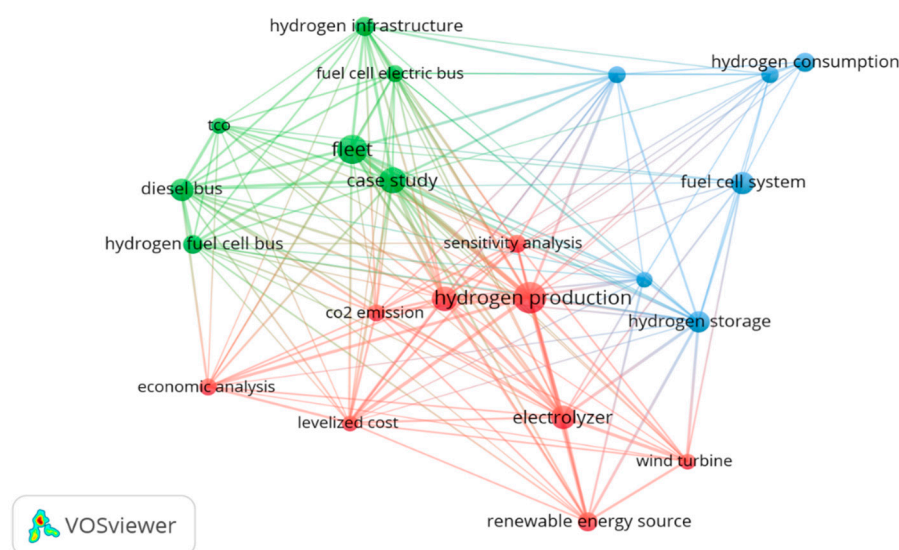 hydrogen infrastructure
hydrogen consumption
fuel cell electric bus
tco
fleet
case study
fuel cell system
diesel bus
hydrogen fuel cell bus
sensitivity analysis
hydrogen production
co2 emission
hydrogen storage
economic analysis
levelized cost
electrolyzer
wind turbine
renewable energy source
VOSviewer